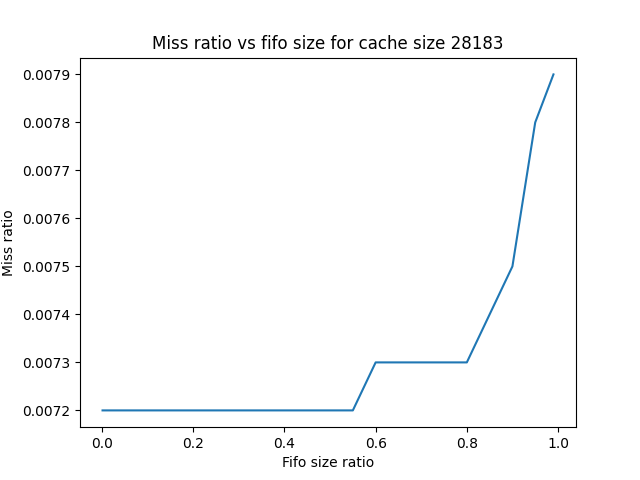 Miss ratio vs fifo size for cache size 28183
0.0079
0.0078
0.0077
0.0076
0.0075
0.0074
0.0073
0.0072
Miss ratio
0.0 0.2 0.4 0.6 0.8 1.0
Fifo size ratio